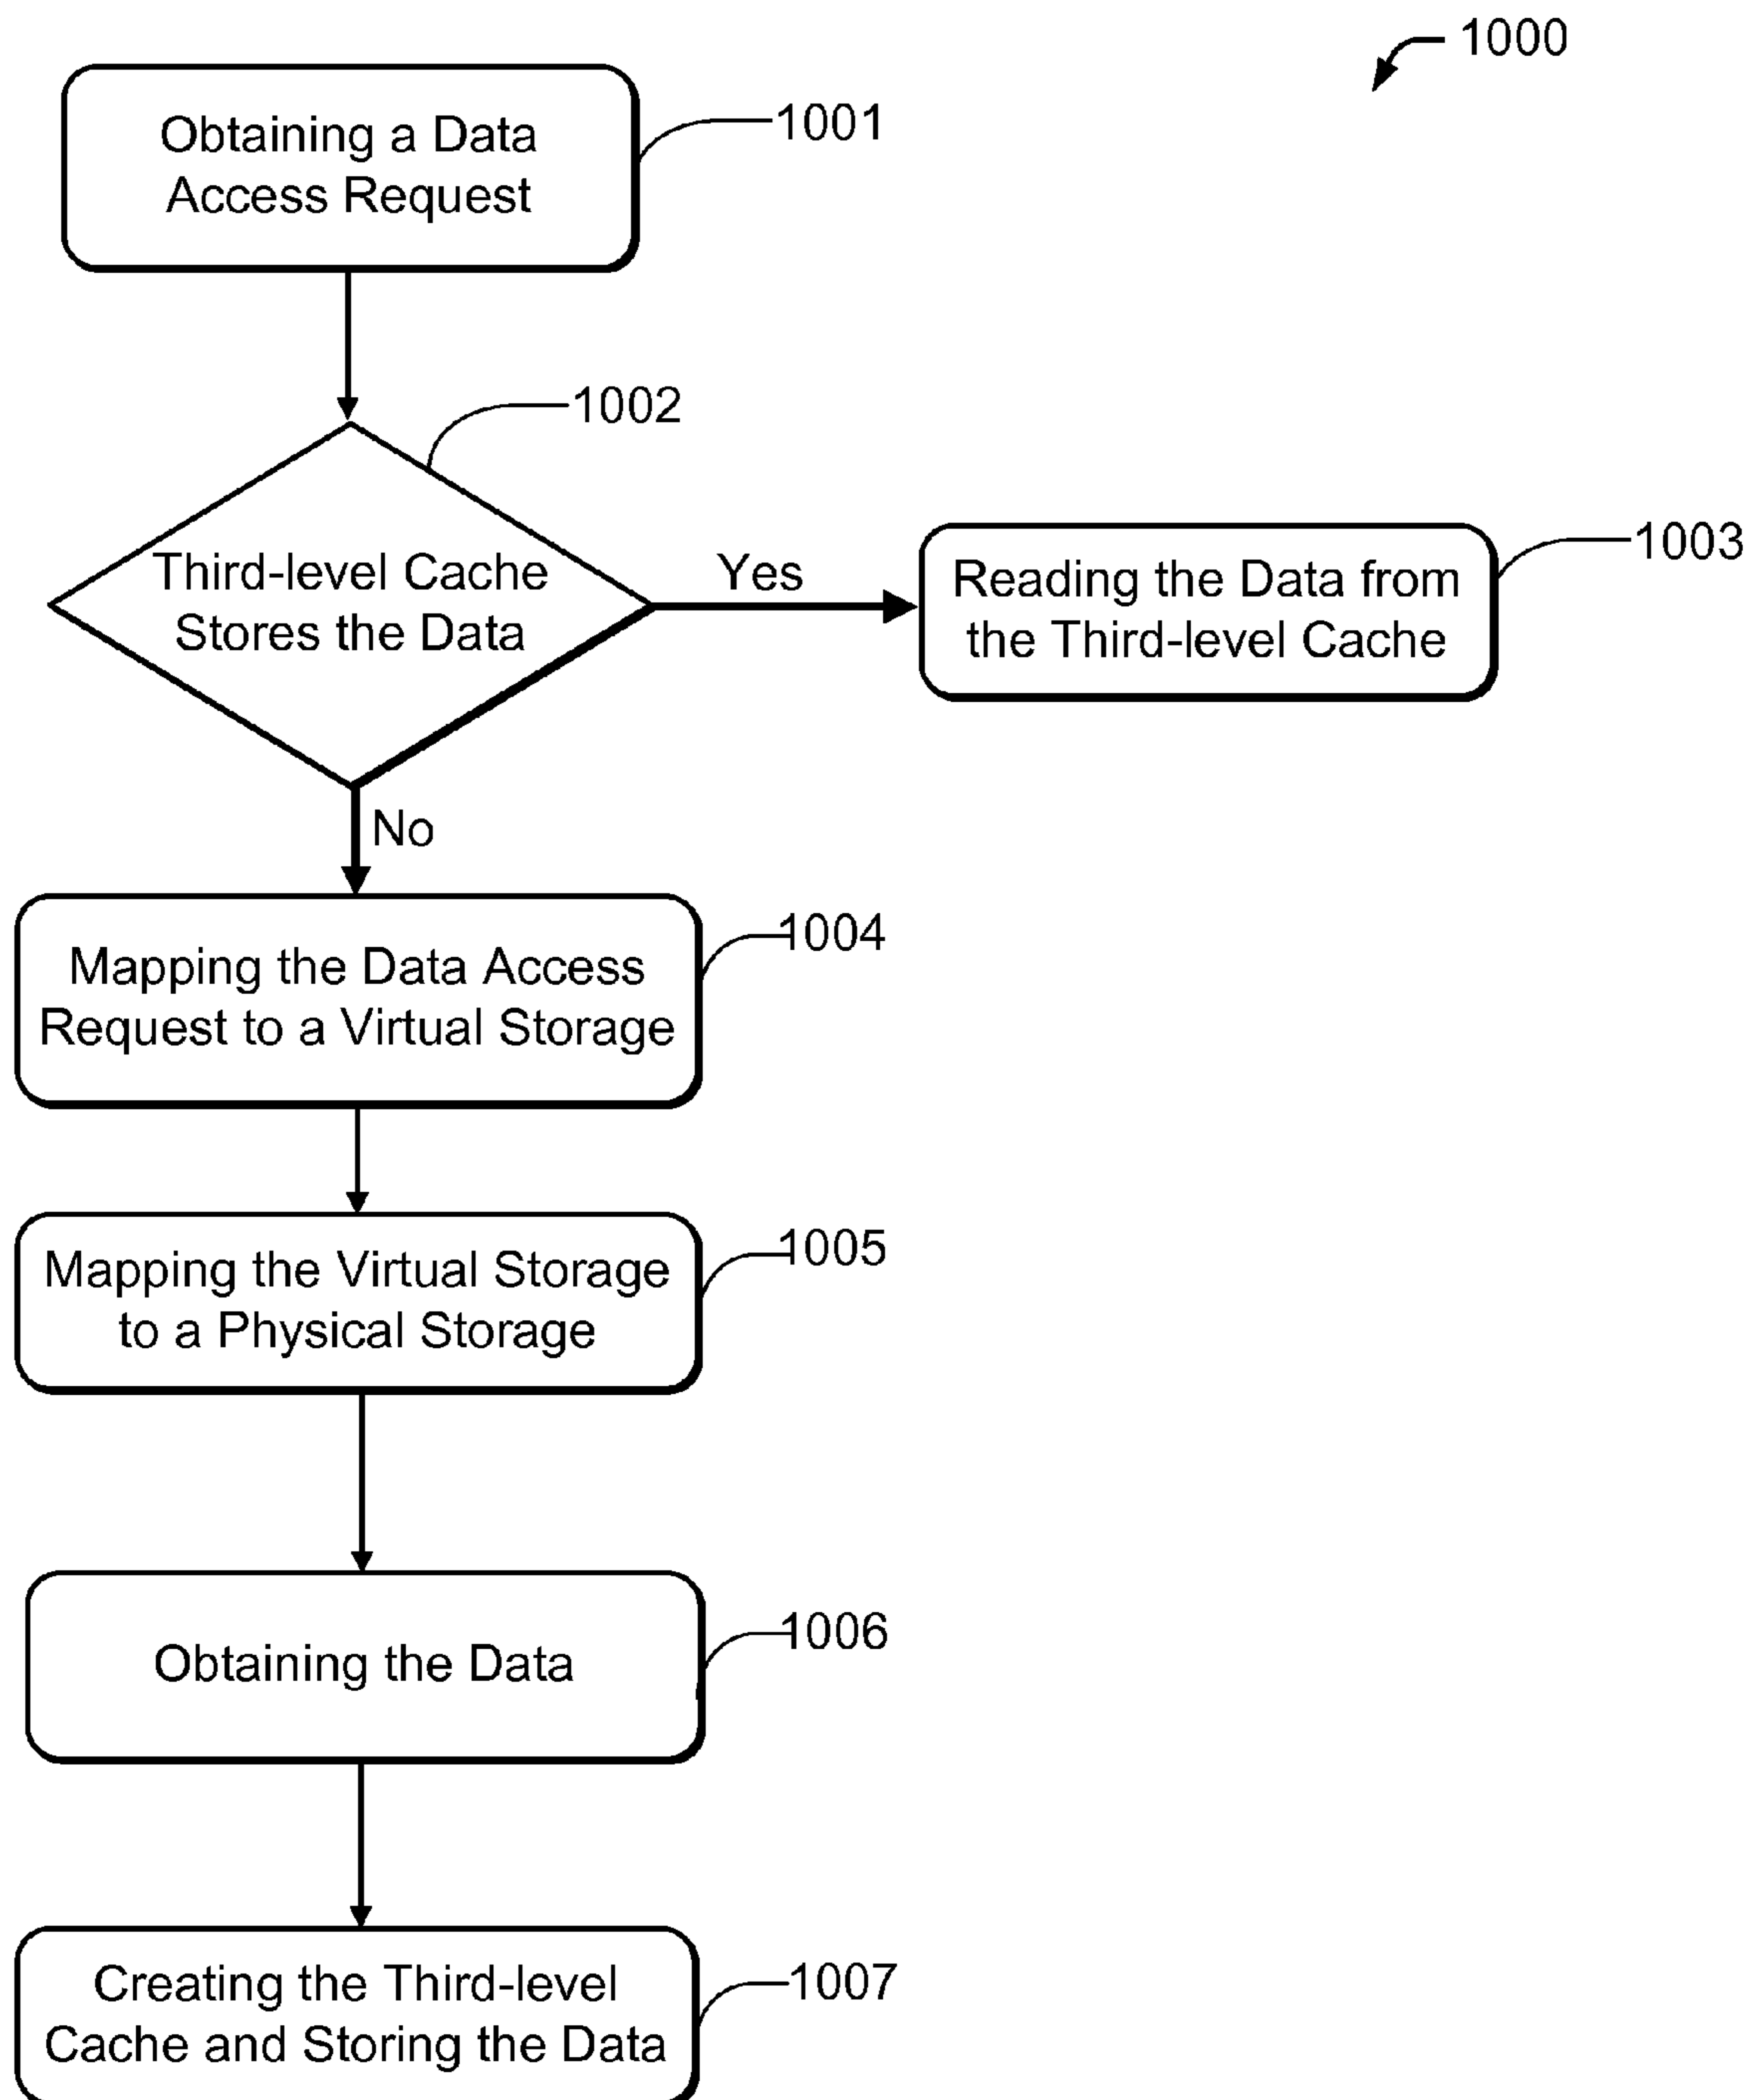 1000
Obtaining a Data
Access Request
1001
1002
Third-level Cache
Stores the Data
Yes
Reading the Data from
the Third-level Cache
1003
No
Mapping the Data Access
Request to a Virtual Storage
1004
Mapping the Virtual Storage
to a Physical Storage
1005
Obtaining the Data
1006
Creating the Third-level
Cache and Storing the Data
1007